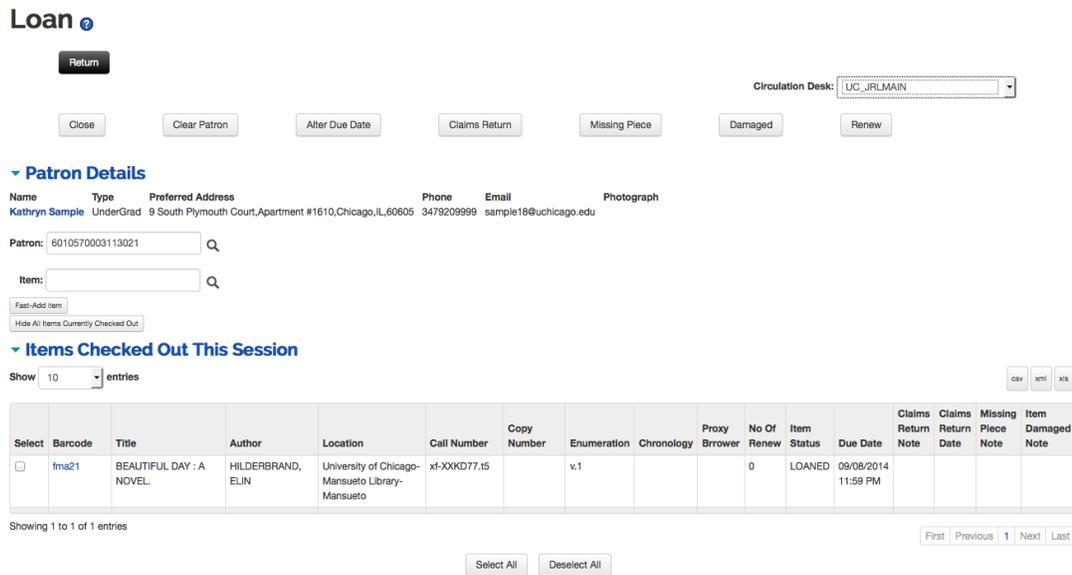 Loan ?
Return
Circulation Desk: UC_JRLMAIN
Close Clear Patron Alter Due Date Claims Return Missing Piece Damaged Renew
Patron Details
Name Type Preferred Address Phone Email Photograph
Kathryn Sample UnderGrad 9 South Plymouth Court,Apartment #1610,Chicago,IL,60605 3479209999 sample18@uchicago.edu
Patron: 6010570003113021
Item:
Fast-Add Item
Hide All Items Currently Checked Out
Items Checked Out This Session
Show 10 entries
csv xml xls
Select Barcode Title Author Location Call Number Copy Number Enumeration Chronology Proxy Brrower No Of Renew Item Status Due Date Claims Return Note Claims Return Date Missing Piece Note Item Damaged Note
fma21 BEAUTIFUL DAY : A NOVEL. HILDERBRAND, ELIN University of Chicago-Mansueto Library-Mansueto xf-XXKD77.t5 v.1 0 LOANED 09/08/2014 11:59 PM
Showing 1 to 1 of 1 entries
First Previous 1 Next Last
Select All Deselect All